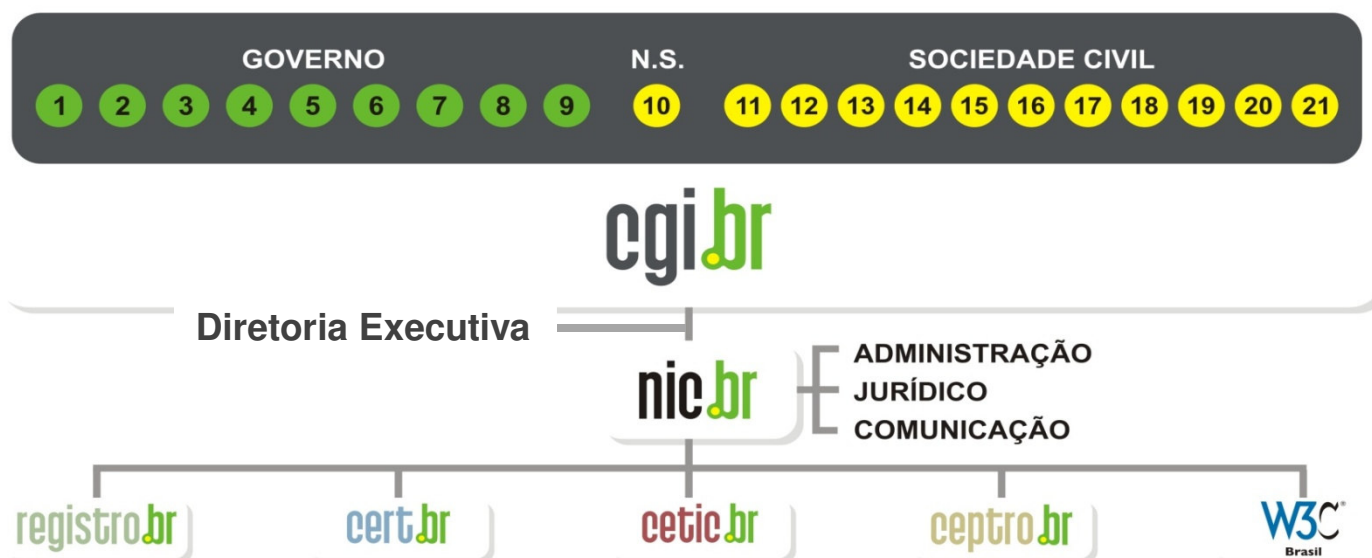 GOVERNO N.S. SOCIEDADE CIVIL
1 2 3 4 5 6 7 8 9 10 11 12 13 14 15 16 17 18 19 20 21
cgi.br
Diretoria Executiva
nic.br
ADMINISTRAÇÃO
JURÍDICO
COMUNICAÇÃO
registro.br cert.br cetic.br ceptro.br W3C®
Brasil